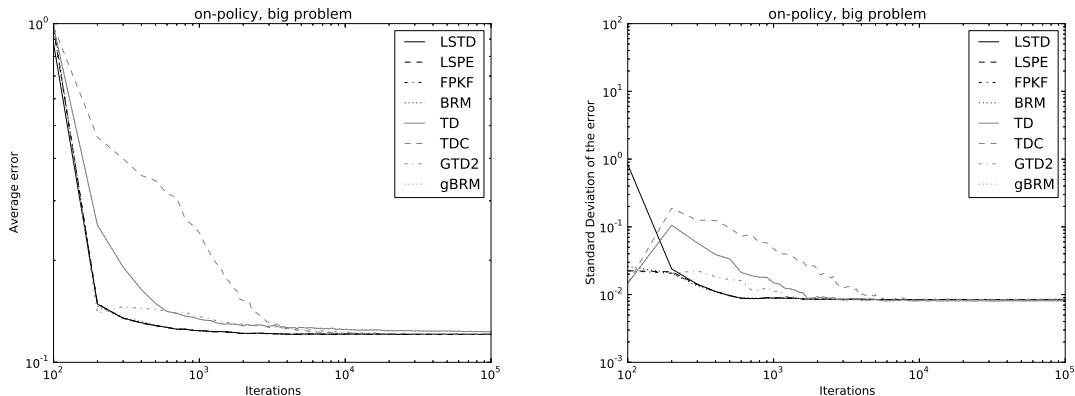 on-policy, big problem
10^0
10^-1
Average error
10^2
10^3
10^4
10^5
Iterations
LSTD
LSPE
FPKF
BRM
TD
TDC
GTD2
gBRM
on-policy, big problem
10^2
10^1
10^0
10^-1
10^-2
10^-3
Standard Deviation of the error
10^2
10^3
10^4
10^5
Iterations
LSTD
LSPE
FPKF
BRM
TD
TDC
GTD2
gBRM